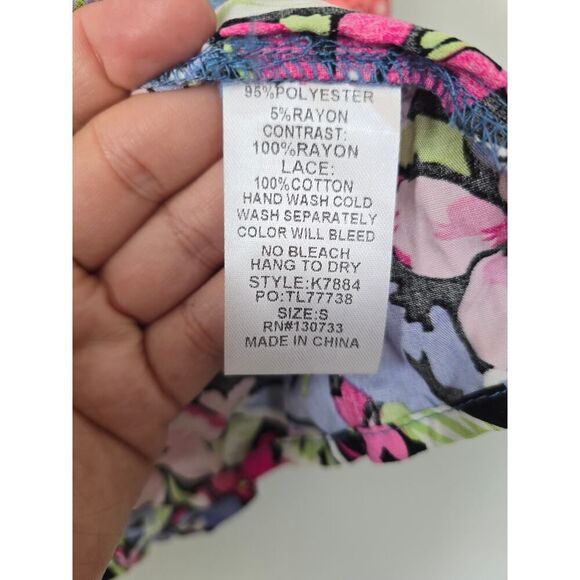 95%POLYESTER
5%RAYON
CONTRAST:
100%RAYON
LACE:
100%COTTON
HAND WASH COLD
WASH SEPARATELY
COLOR WILL BLEED
NO BLEACH
HANG TO DRY
STYLE:K7884
PO:TL77738
SIZE:S
RN#130733
MADE IN CHINA